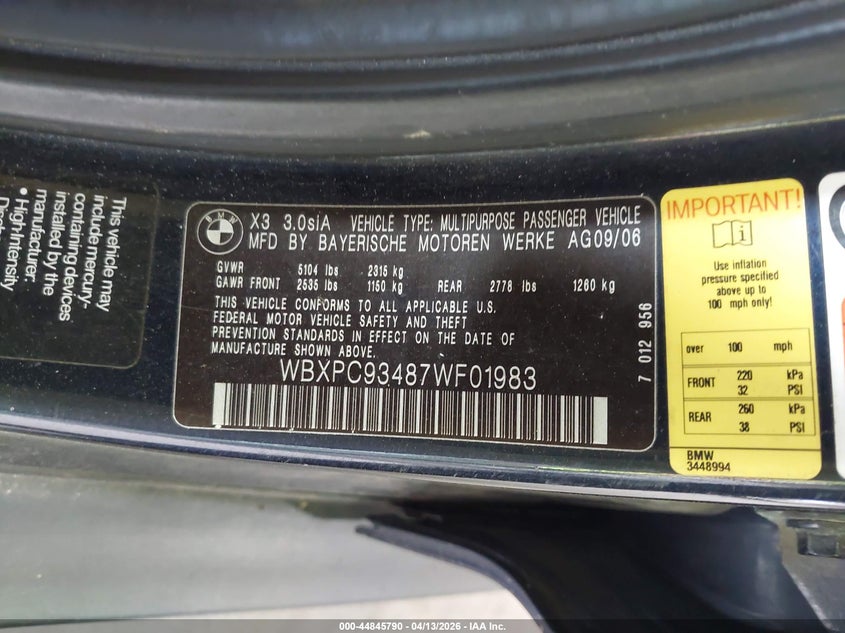 This vehicle may
include mercury-
containing devices
installed by the
• High Intensity
BMW
X3 3.0siA VEHICLE TYPE: MULTIPURPOSE PASSENGER VEHICLE
MFD BY BAYERISCHE MOTOREN WERKE AG09/06
GVWR 5104 lbs 2315 kg
GAWR FRONT 2535 lbs 1150 kg REAR 2778 lbs 1260 kg
THIS VEHICLE CONFORMS TO ALL APPLICABLE U.S.
FEDERAL MOTOR VEHICLE SAFETY AND THEFT
PREVENTION STANDARDS IN EFFECT ON THE DATE OF
MANUFACTURE SHOWN ABOVE.
WBXPC93487WF01983
7 012 956
IMPORTANT!
Use inflation
pressure specified
above up to
100 mph only!
over 100 mph
FRONT 220 kPa
32 PSI
REAR 260 kPa
38 PSI
BMW
3448994
000-44845790 - 04/13/2026 - IAA Inc.